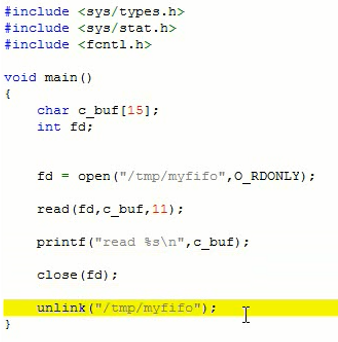 #include <sys/types.h>
#include <sys/stat.h>
#include <fcntl.h>
void main()
{
char c_buf[15];
int fd;
fd = open("/tmp/myfifo",O_RDONLY);
read(fd,c_buf,11);
printf("read %s\n",c_buf);
close(fd);
unlink("/tmp/myfifo");
}